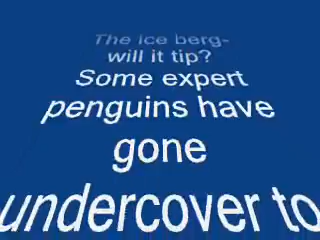 The Ice berg-
will it tip?
Some expert
penguins have
gone
undercover to